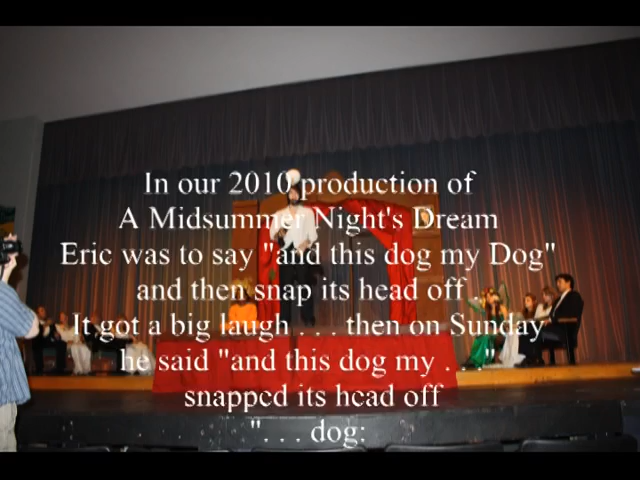 In our 2010 production of
A Midsummer Night's Dream
Eric was to say "and this dog my Dog"
and then snap its head off
It got a big laugh . . . then on Sunday
he said "and this dog my . . ."
snapped its head off
". . . dog: